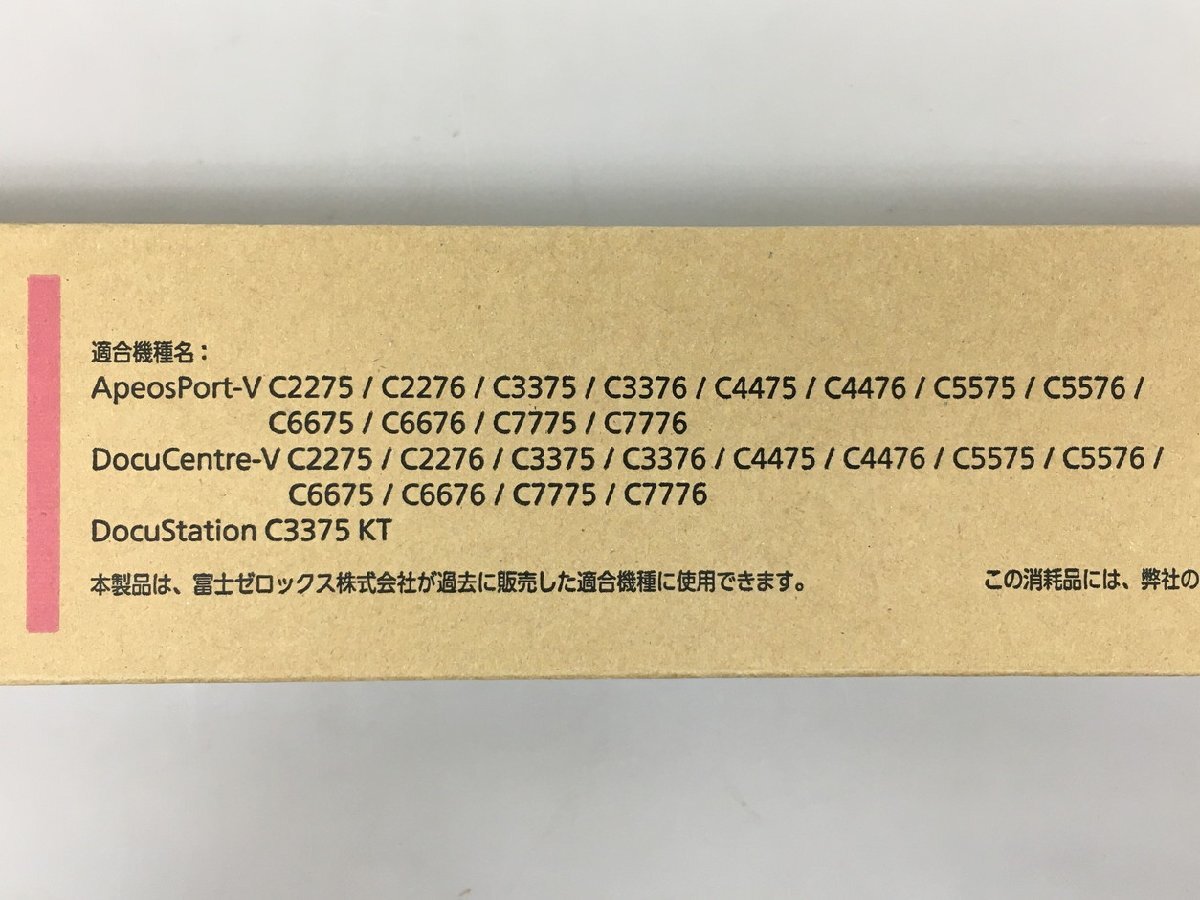 適合機種名：
ApeosPort-V C2275 / C2276 / C3375 / C3376 / C4475 / C4476 / C5575 / C5576 /
C6675 / C6676 / C7775 / C7776
DocuCentre-V C2275 / C2276 / C3375 / C3376 / C4475 / C4476 / C5575 / C5576 /
C6675 / C6676 / C7775 / C7776
DocuStation C3375 KT
本製品は、富士ゼロックス株式会社が過去に販売した適合機種に使用できます。
この消耗品には、弊社の